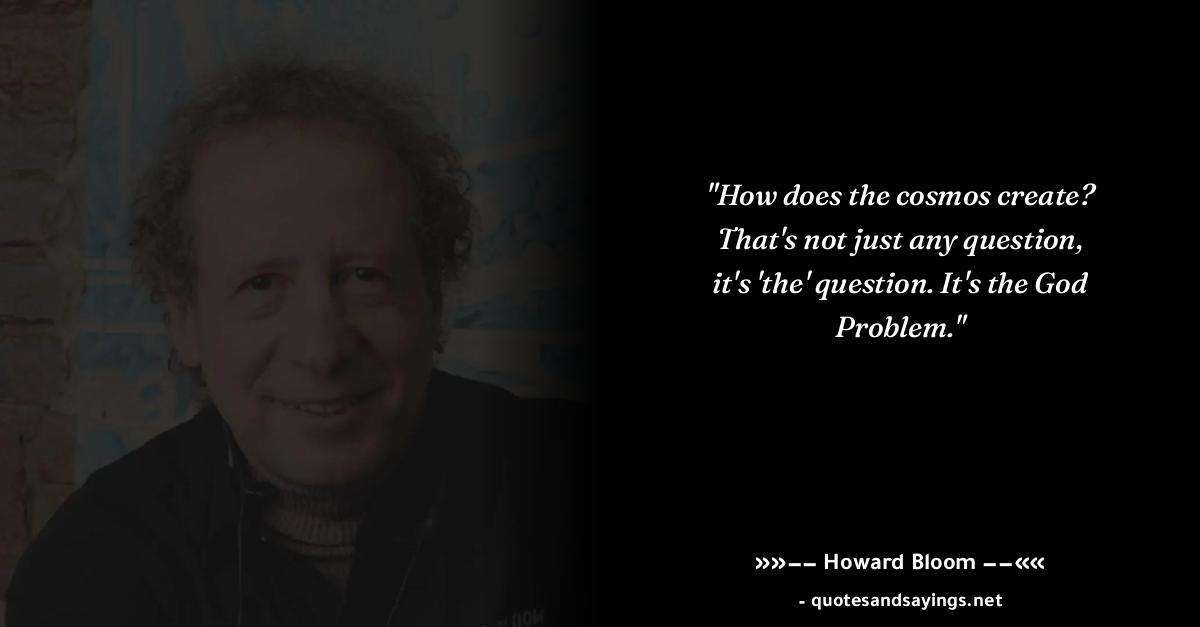 "How does the cosmos create?
That's not just any question,
it's 'the' question. It's the God
Problem."
»»−− Howard Bloom −−««
- quotesandsayings.net